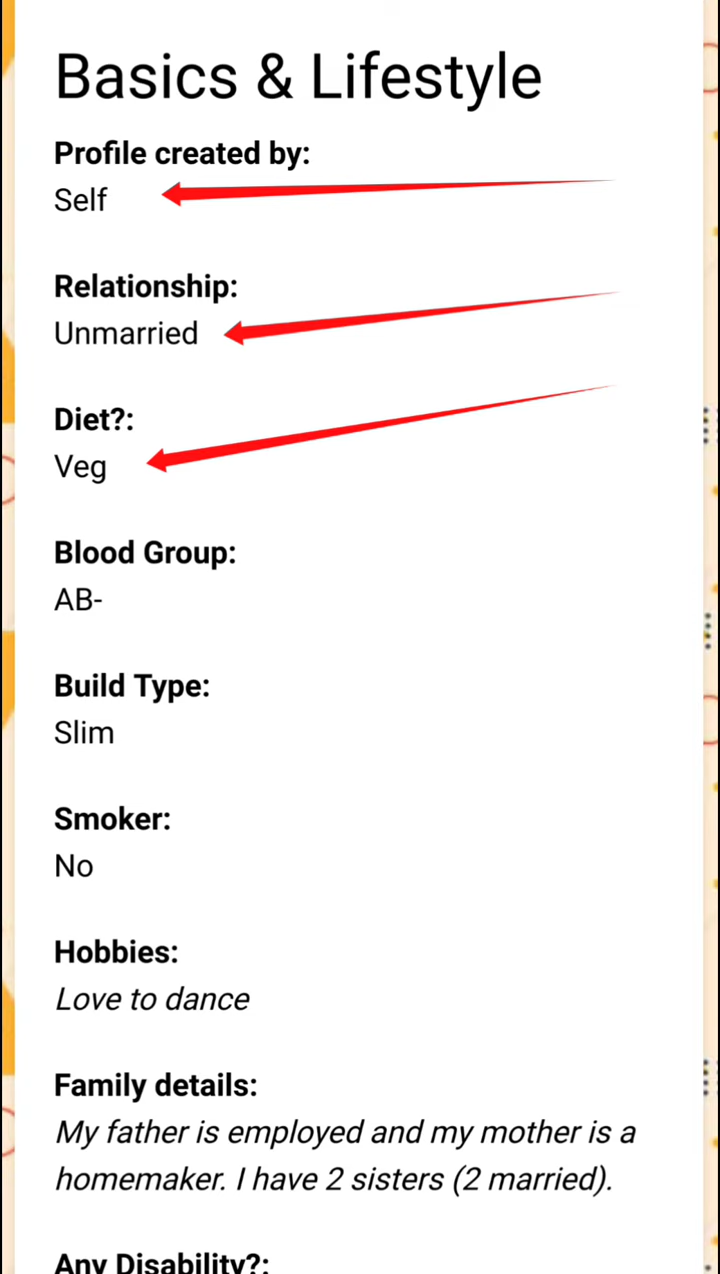 Basics & Lifestyle
Profile created by:
Self
Relationship:
Unmarried
Diet?:
Veg
Blood Group:
AB-
Build Type:
Slim
Smoker:
No
Hobbies:
Love to dance
Family details:
My father is employed and my mother is a
homemaker. I have 2 sisters (2 married).
Any Disability?: